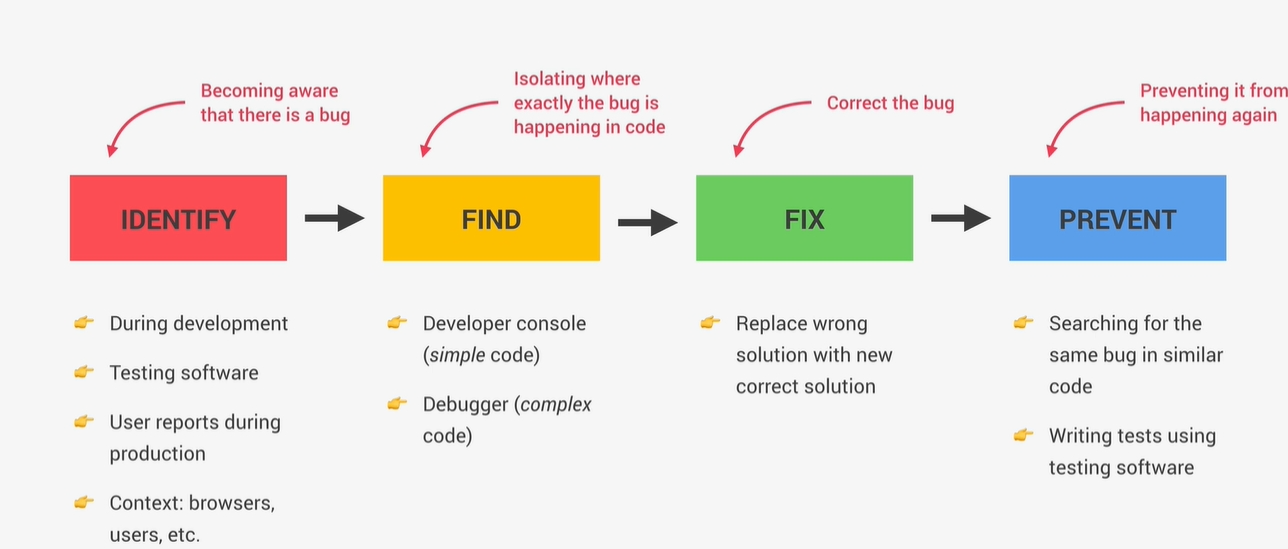 Becoming aware
that there is a bug
Isolating where
exactly the bug is
happening in code
Correct the bug
Preventing it from
happening again
IDENTIFY
FIND
FIX
PREVENT
During development
Testing software
User reports during
production
Context: browsers,
users, etc.
Developer console
(simple code)
Debugger (complex
code)
Replace wrong
solution with new
correct solution
Searching for the
same bug in similar
code
Writing tests using
testing software